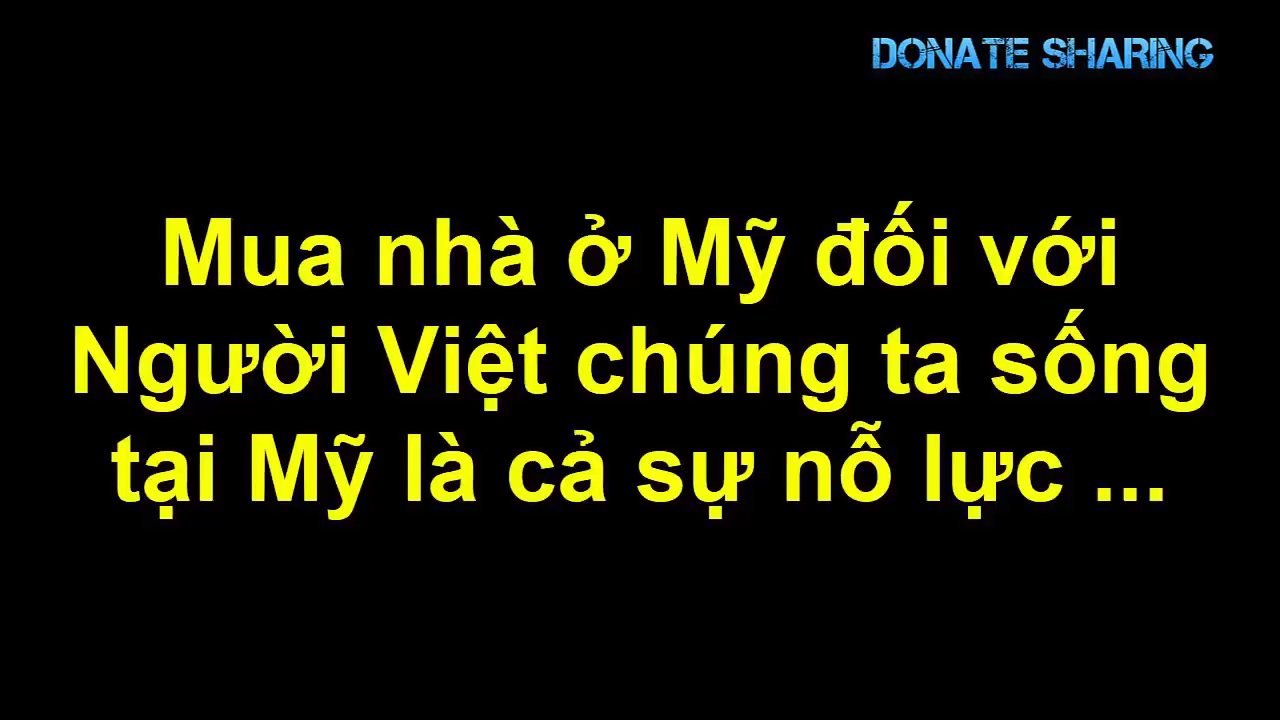 DONATE SHARING
Mua nhà ở Mỹ đối với
Người Việt chúng ta sống
tại Mỹ là cả sự nỗ lực ...